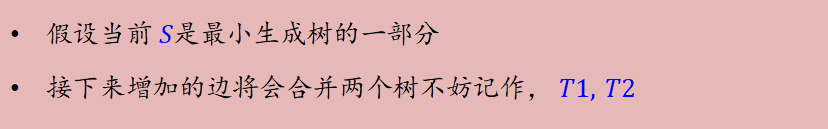 • 假设当前 S是最小生成树的一部分
• 接下来增加的边将会合并两个树不妨记作， T1, T2